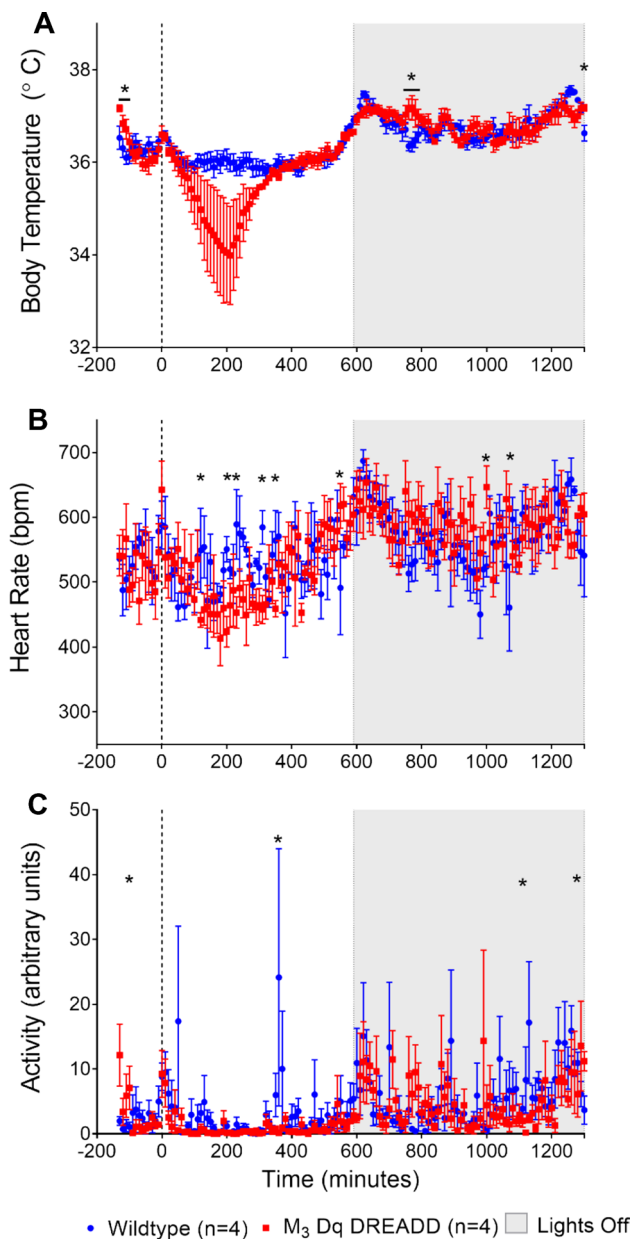 A
Body Temperature (° C)
38
36
34
32
-200 0 200 400 600 800 1000 1200
*
*
*
B
Heart Rate (bpm)
700
600
500
400
300
-200 0 200 400 600 800 1000 1200
* ** * * * * *
C
Activity (arbitrary units)
50
40
30
20
10
0
-200 0 200 400 600 800 1000 1200
* * * *
Time (minutes)
Wildtype (n=4) M3 Dq DREADD (n=4) Lights Off